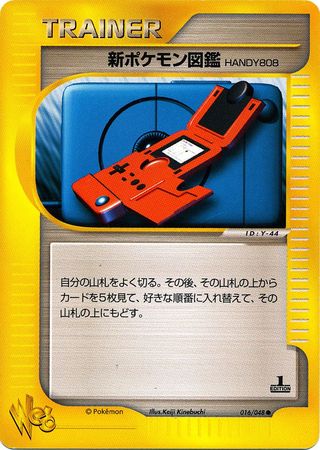 TRAINER
新ポケモン図鑑 HANDY808
ID:Y-44
自分の山札をよく切る。その後、その山札の上から
カードを5枚見て、好きな順番に入れ替えて、その山
札の上にもどす。
1
EDITION
Web
© Pokémon Illus.Keiji Kinebuchi 016/048 ●